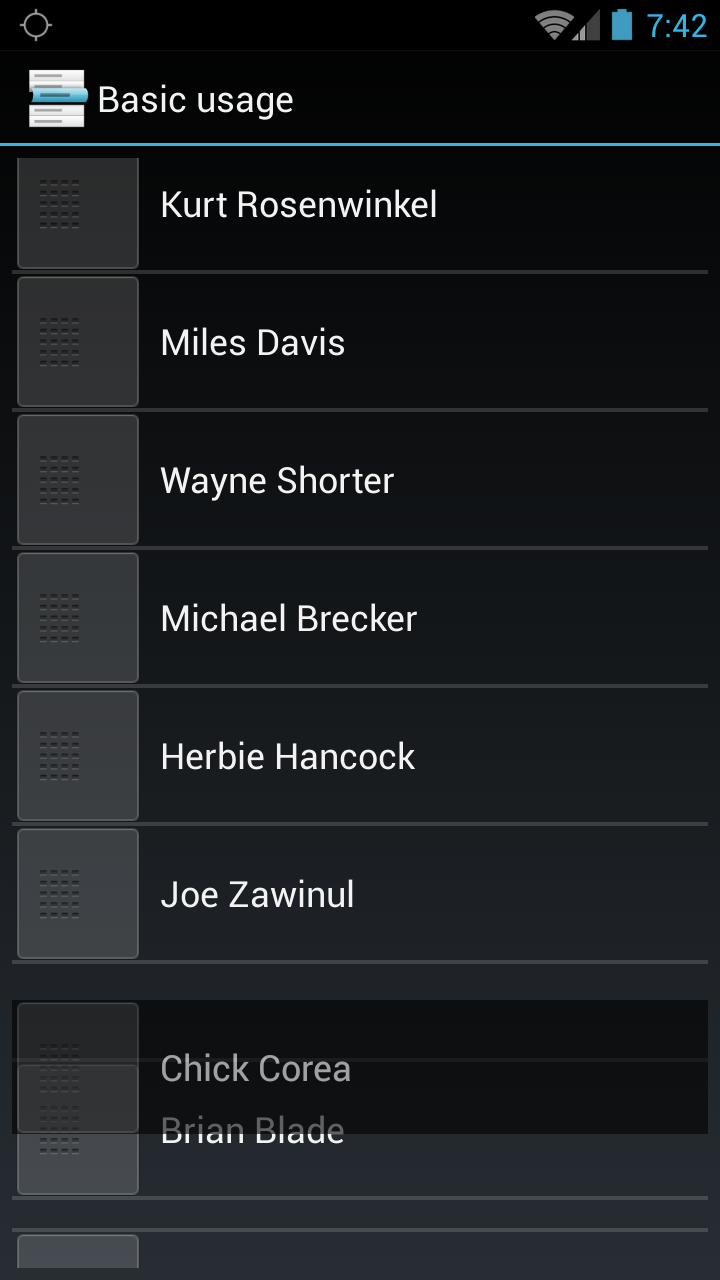 7:42
Basic usage
Kurt Rosenwinkel
Miles Davis
Wayne Shorter
Michael Brecker
Herbie Hancock
Joe Zawinul
Chick Corea
Brian Blade